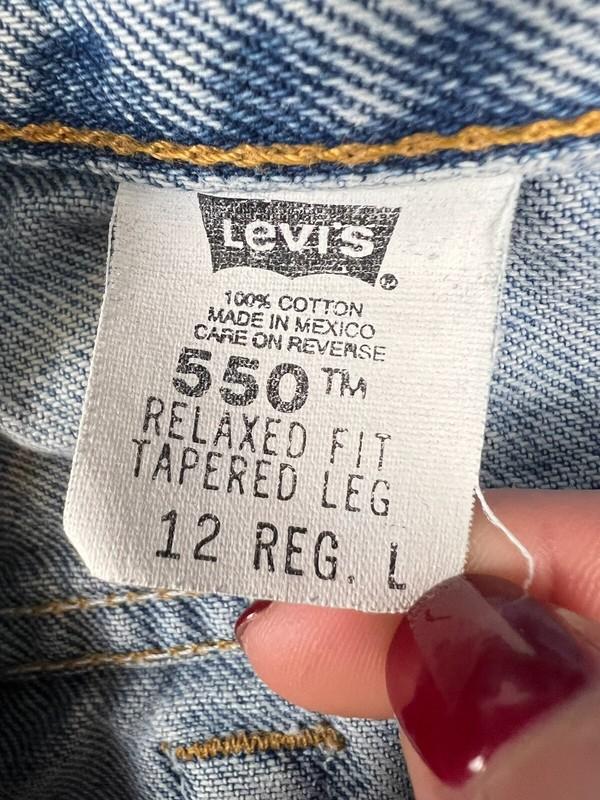 Levi's ®
100% COTTON
MADE IN MEXICO
CARE ON REVERSE
550™
RELAXED FIT
TAPERED LEG
12 REG. L